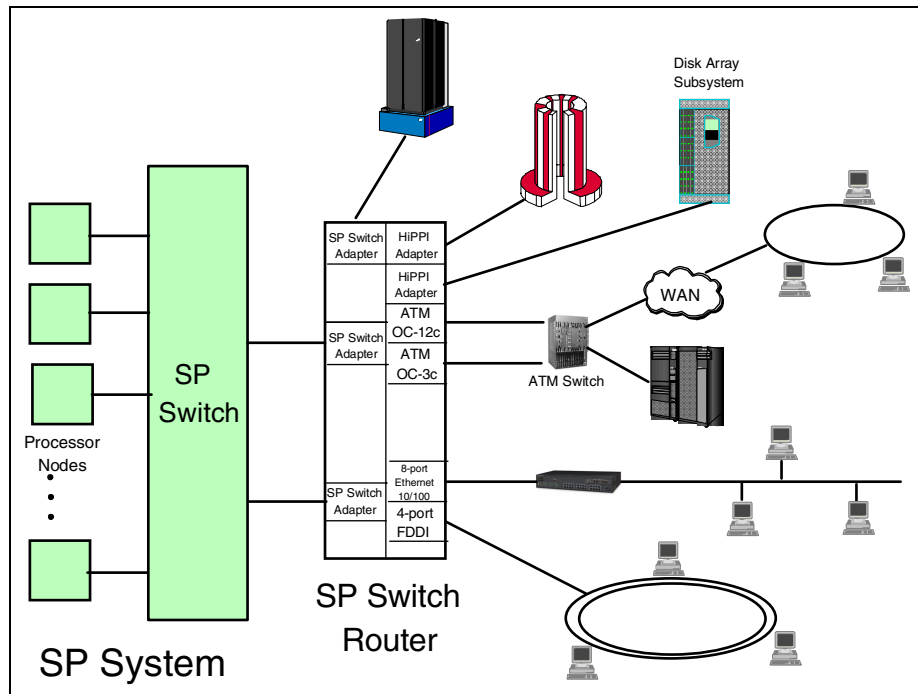 Disk Array
Subsystem
SP Switch
Adapter
HiPPI
Adapter
HiPPI
Adapter
ATM
OC-12c
SP Switch
Adapter
ATM
OC-3c
WAN
ATM Switch
SP
Switch
Processor
Nodes
8-port
Ethernet
10/100
SP Switch
Adapter
4-port
FDDI
SP Switch
Router
SP System